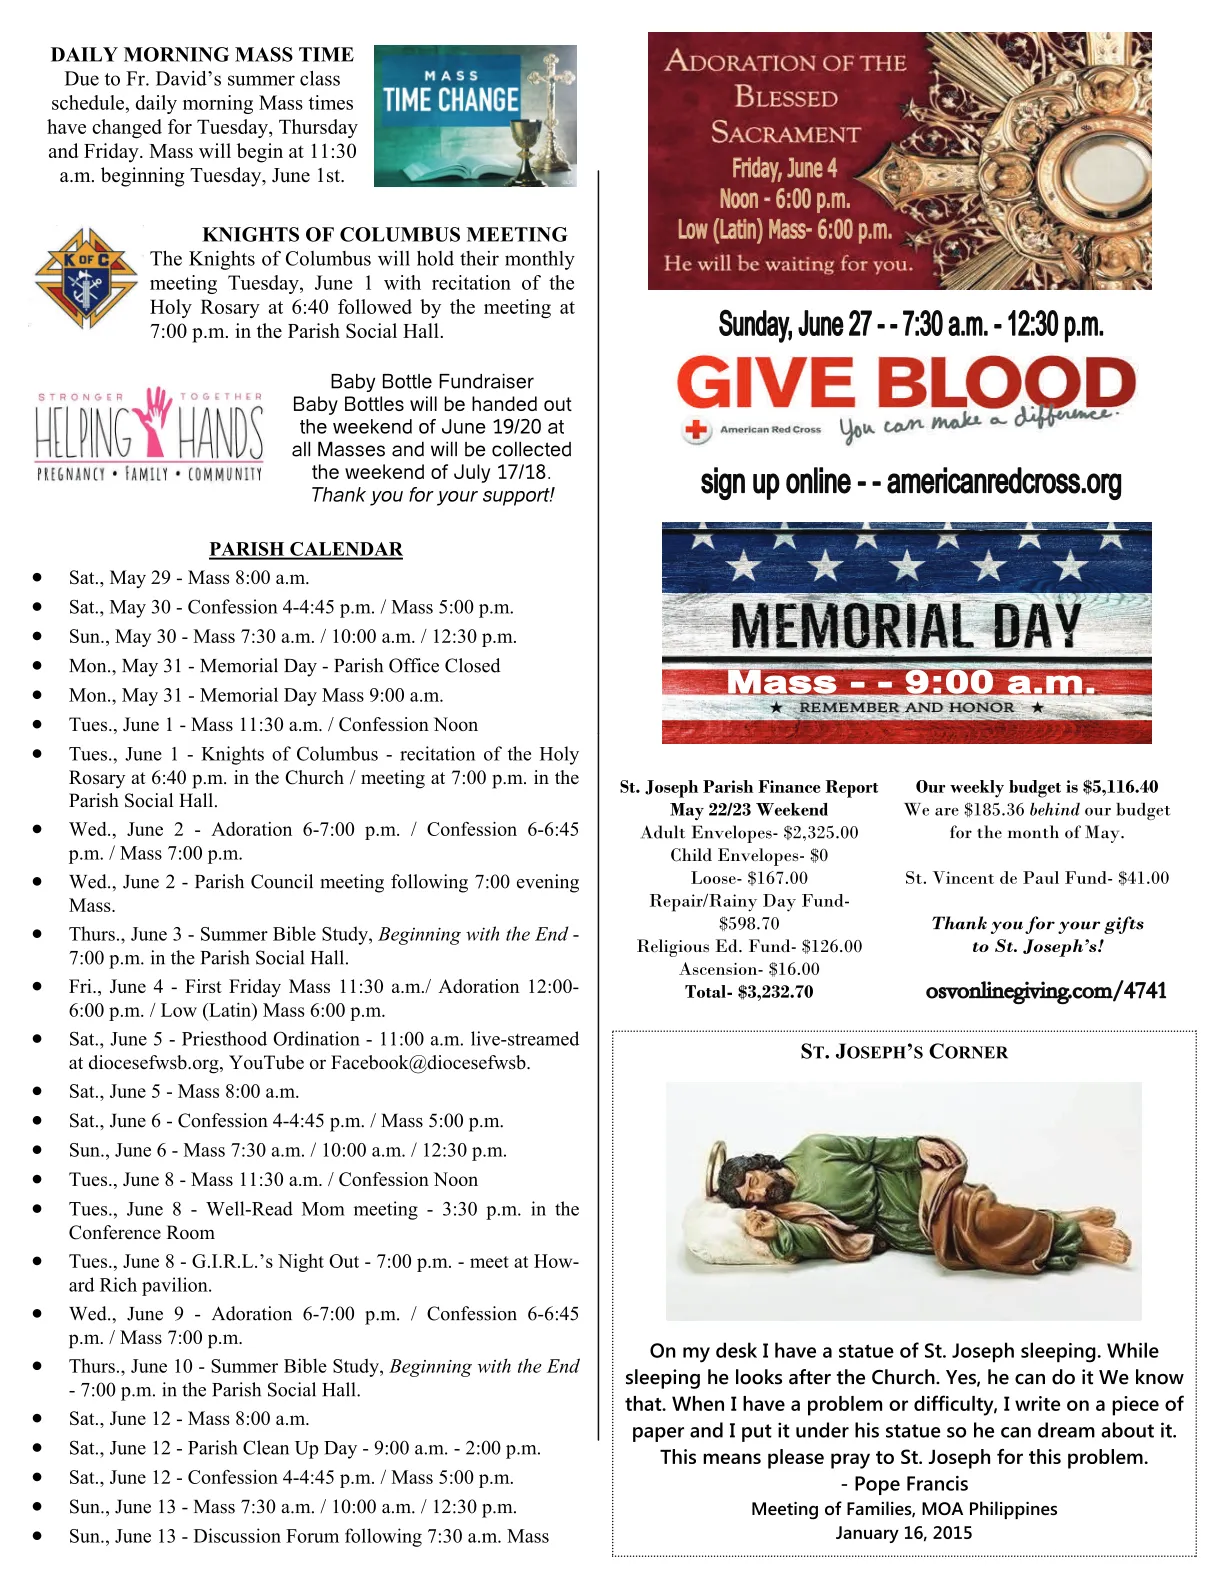 DAILY MORNING MASS TIME
Due to Fr. David’s summer class
schedule, daily morning Mass times
have changed for Tuesday, Thursday
and Friday. Mass will begin at 11:30
a.m. beginning Tuesday, June 1st.
MASS
TIME CHANGE
K OF C
KNIGHTS OF COLUMBUS MEETING
The Knights of Columbus will hold their monthly
meeting Tuesday, June 1 with recitation of the
Holy Rosary at 6:40 followed by the meeting at
7:00 p.m. in the Parish Social Hall.
STRONGER TOGETHER
HELPING HANDS
PREGNANCY • FAMILY • COMMUNITY
Baby Bottle Fundraiser
Baby Bottles will be handed out
the weekend of June 19/20 at
all Masses and will be collected
the weekend of July 17/18.
Thank you for your support!
PARISH CALENDAR
• Sat., May 29 - Mass 8:00 a.m.
• Sat., May 30 - Confession 4-4:45 p.m. / Mass 5:00 p.m.
• Sun., May 30 - Mass 7:30 a.m. / 10:00 a.m. / 12:30 p.m.
• Mon., May 31 - Memorial Day - Parish Office Closed
• Mon., May 31 - Memorial Day Mass 9:00 a.m.
• Tues., June 1 - Mass 11:30 a.m. / Confession Noon
• Tues., June 1 - Knights of Columbus - recitation of the Holy
Rosary at 6:40 p.m. in the Church / meeting at 7:00 p.m. in the
Parish Social Hall.
• Wed., June 2 - Adoration 6-7:00 p.m. / Confession 6-6:45
p.m. / Mass 7:00 p.m.
• Wed., June 2 - Parish Council meeting following 7:00 evening
Mass.
• Thurs., June 3 - Summer Bible Study, Beginning with the End -
7:00 p.m. in the Parish Social Hall.
• Fri., June 4 - First Friday Mass 11:30 a.m./ Adoration 12:00-
6:00 p.m. / Low (Latin) Mass 6:00 p.m.
• Sat., June 5 - Priesthood Ordination - 11:00 a.m. live-streamed
at diocesefwsb.org, YouTube or Facebook@diocesefwsb.
• Sat., June 5 - Mass 8:00 a.m.
• Sat., June 6 - Confession 4-4:45 p.m. / Mass 5:00 p.m.
• Sun., June 6 - Mass 7:30 a.m. / 10:00 a.m. / 12:30 p.m.
• Tues., June 8 - Mass 11:30 a.m. / Confession Noon
• Tues., June 8 - Well-Read Mom meeting - 3:30 p.m. in the
Conference Room
• Tues., June 8 - G.I.R.L.’s Night Out - 7:00 p.m. - meet at How-
ard Rich pavilion.
• Wed., June 9 - Adoration 6-7:00 p.m. / Confession 6-6:45
p.m. / Mass 7:00 p.m.
• Thurs., June 10 - Summer Bible Study, Beginning with the End
- 7:00 p.m. in the Parish Social Hall.
• Sat., June 12 - Mass 8:00 a.m.
• Sat., June 12 - Parish Clean Up Day - 9:00 a.m. - 2:00 p.m.
• Sat., June 12 - Confession 4-4:45 p.m. / Mass 5:00 p.m.
• Sun., June 13 - Mass 7:30 a.m. / 10:00 a.m. / 12:30 p.m.
• Sun., June 13 - Discussion Forum following 7:30 a.m. Mass
ADORATION OF THE
BLESSED
SACRAMENT
Friday, June 4
Noon - 6:00 p.m.
Low (Latin) Mass- 6:00 p.m.
He will be waiting for you.
Sunday, June 27 - - 7:30 a.m. - 12:30 p.m.
GIVE BLOOD
American Red Cross You can make a difference.
sign up online - - americanredcross.org
MEMORIAL DAY
Mass - - 9:00 a.m.
★ REMEMBER AND HONOR ★
St. Joseph Parish Finance Report
May 22/23 Weekend
Adult Envelopes- $2,325.00
Child Envelopes- $0
Loose- $167.00
Repair/Rainy Day Fund-
$598.70
Religious Ed. Fund- $126.00
Ascension- $16.00
Total- $3,232.70
Our weekly budget is $5,116.40
We are $185.36 behind our budget
for the month of May.
St. Vincent de Paul Fund- $41.00
Thank you for your gifts
to St. Joseph’s!
osvonlinegiving.com/4741
ST. JOSEPH’S CORNER
On my desk I have a statue of St. Joseph sleeping. While
sleeping he looks after the Church. Yes, he can do it We know
that. When I have a problem or difficulty, I write on a piece of
paper and I put it under his statue so he can dream about it.
This means please pray to St. Joseph for this problem.
- Pope Francis
Meeting of Families, MOA Philippines
January 16, 2015